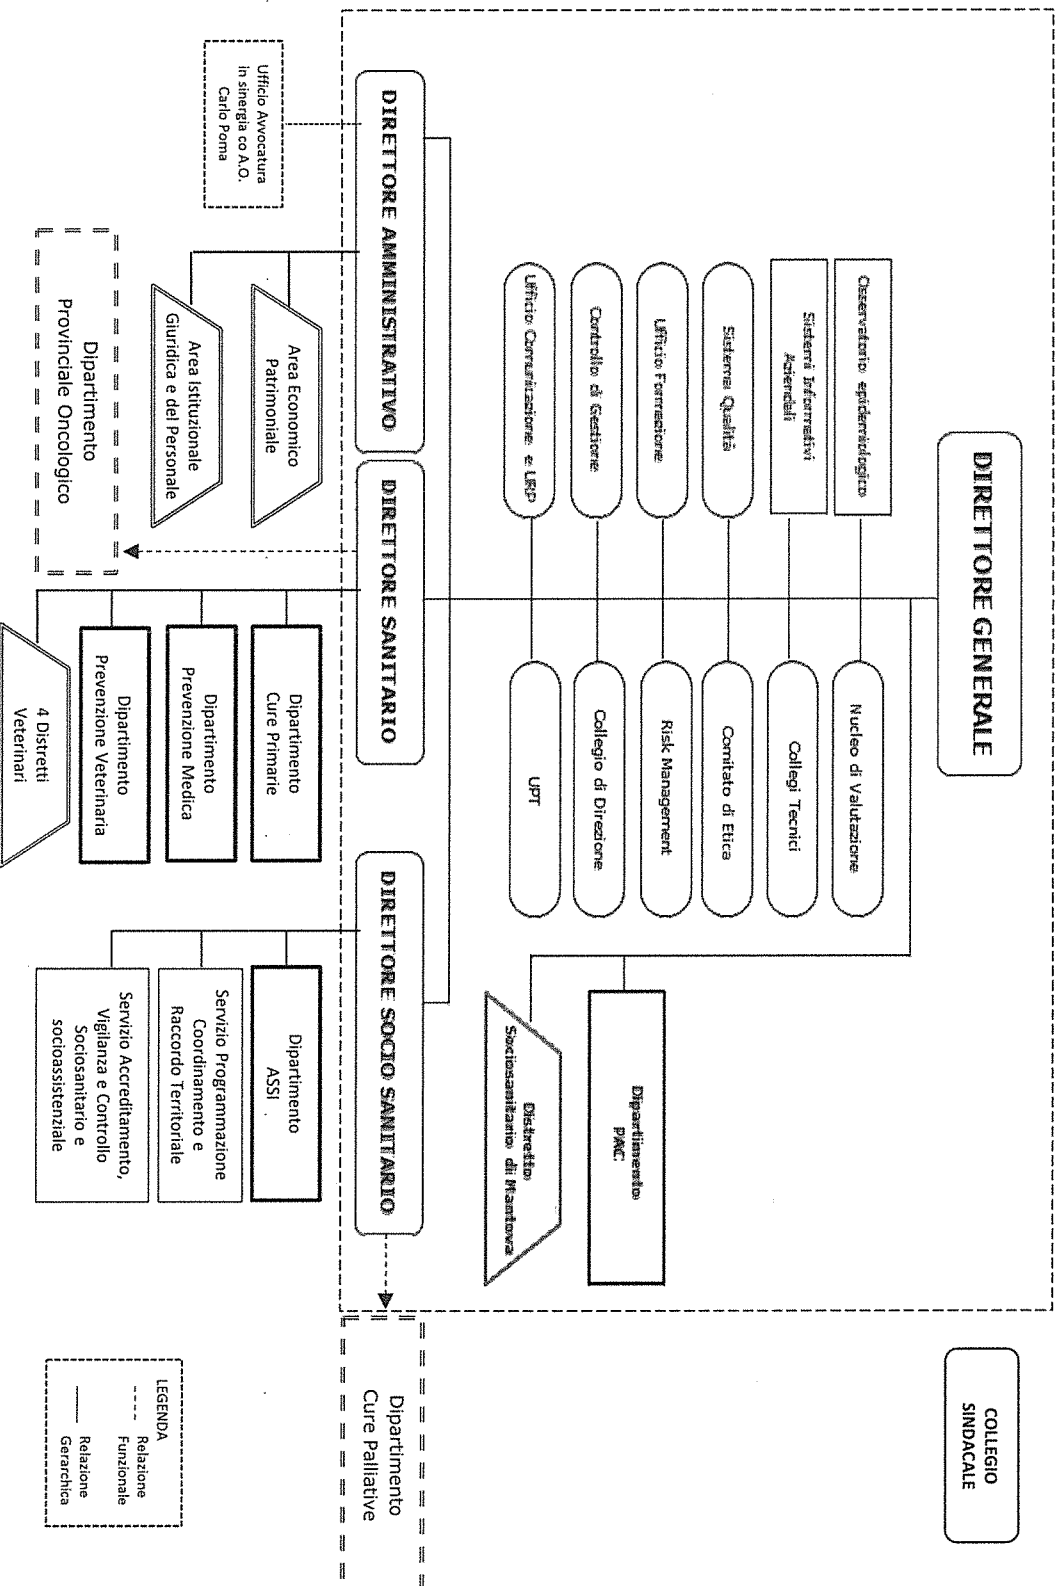 DIRETTORE GENERALE
COLLEGIO
SINDACALE
Osservatorio epidemiologico
Nucleo di Valutazione
Sistemi Informativi
Aziendali
Collegi Tecnici
Sistema Qualità
Comitato di Etica
Ufficio Formazione
Risk Management
Controllo di Gestione
Collegio di Direzione
Ufficio Comunicazione e URP
UPT
Dipartimento
PAC
Distretto
Sociosanitario di Mantova
DIRETTORE AMMINISTRATIVO
DIRETTORE SANITARIO
DIRETTORE SOCIO SANITARIO
Dipartimento
Cure Palliative
Ufficio Avvocatura
in sinergia co A.O.
Carlo Poma
Area Economico
Patrimoniale
Area Istituzionale
Giuridica e del Personale
Dipartimento
Provinciale Oncologico
Dipartimento
Cure Primarie
Dipartimento
Prevenzione Medica
Dipartimento
Prevenzione Veterinaria
4 Distretti
Veterinari
Dipartimento
ASSI
Servizio Programmazione
Coordinamento e
Raccordo Territoriale
Servizio Accreditamento,
Vigilanza e Controllo
Sociosanitario e
socioassistenziale
LEGENDA
---- Relazione
Funzionale
—— Relazione
Gerarchica